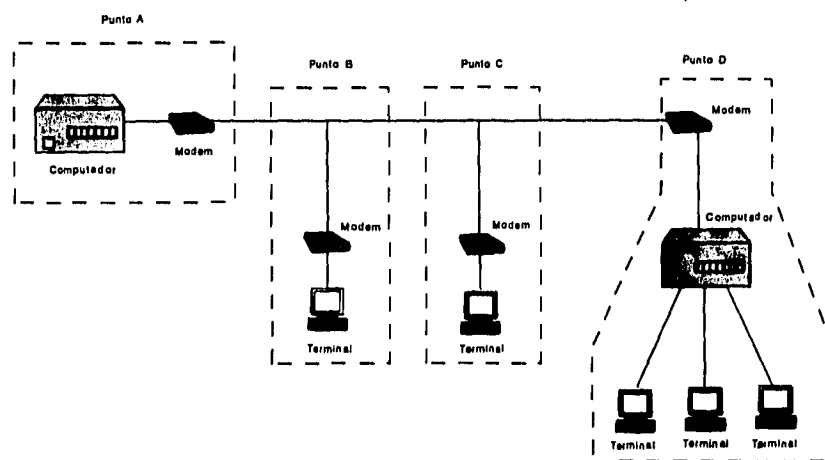 Punto A
Punto B
Punto C
Punto D
Modem
Computador
Modem
Modem
Modem
Computador
Terminal
Terminal
Terminal
Terminal
Terminal